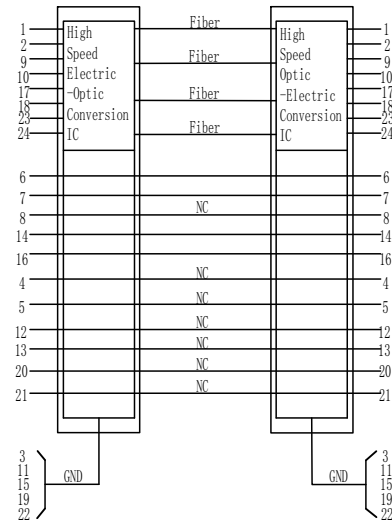 1 High Fiber High 1
2 2
9 Speed Fiber Speed 9
10 Electric Optic 10
17 -Optic Fiber -Electric 17
18 18
23 Conversion Conversion 23
24 IC Fiber IC 24
6 6
7 7
8 NC 8
14 14
16 16
4 NC 4
5 NC 5
12 NC 12
13 NC 13
20 NC 20
21 NC 21
3 3
11 11
15 GND GND 15
19 19
22 22